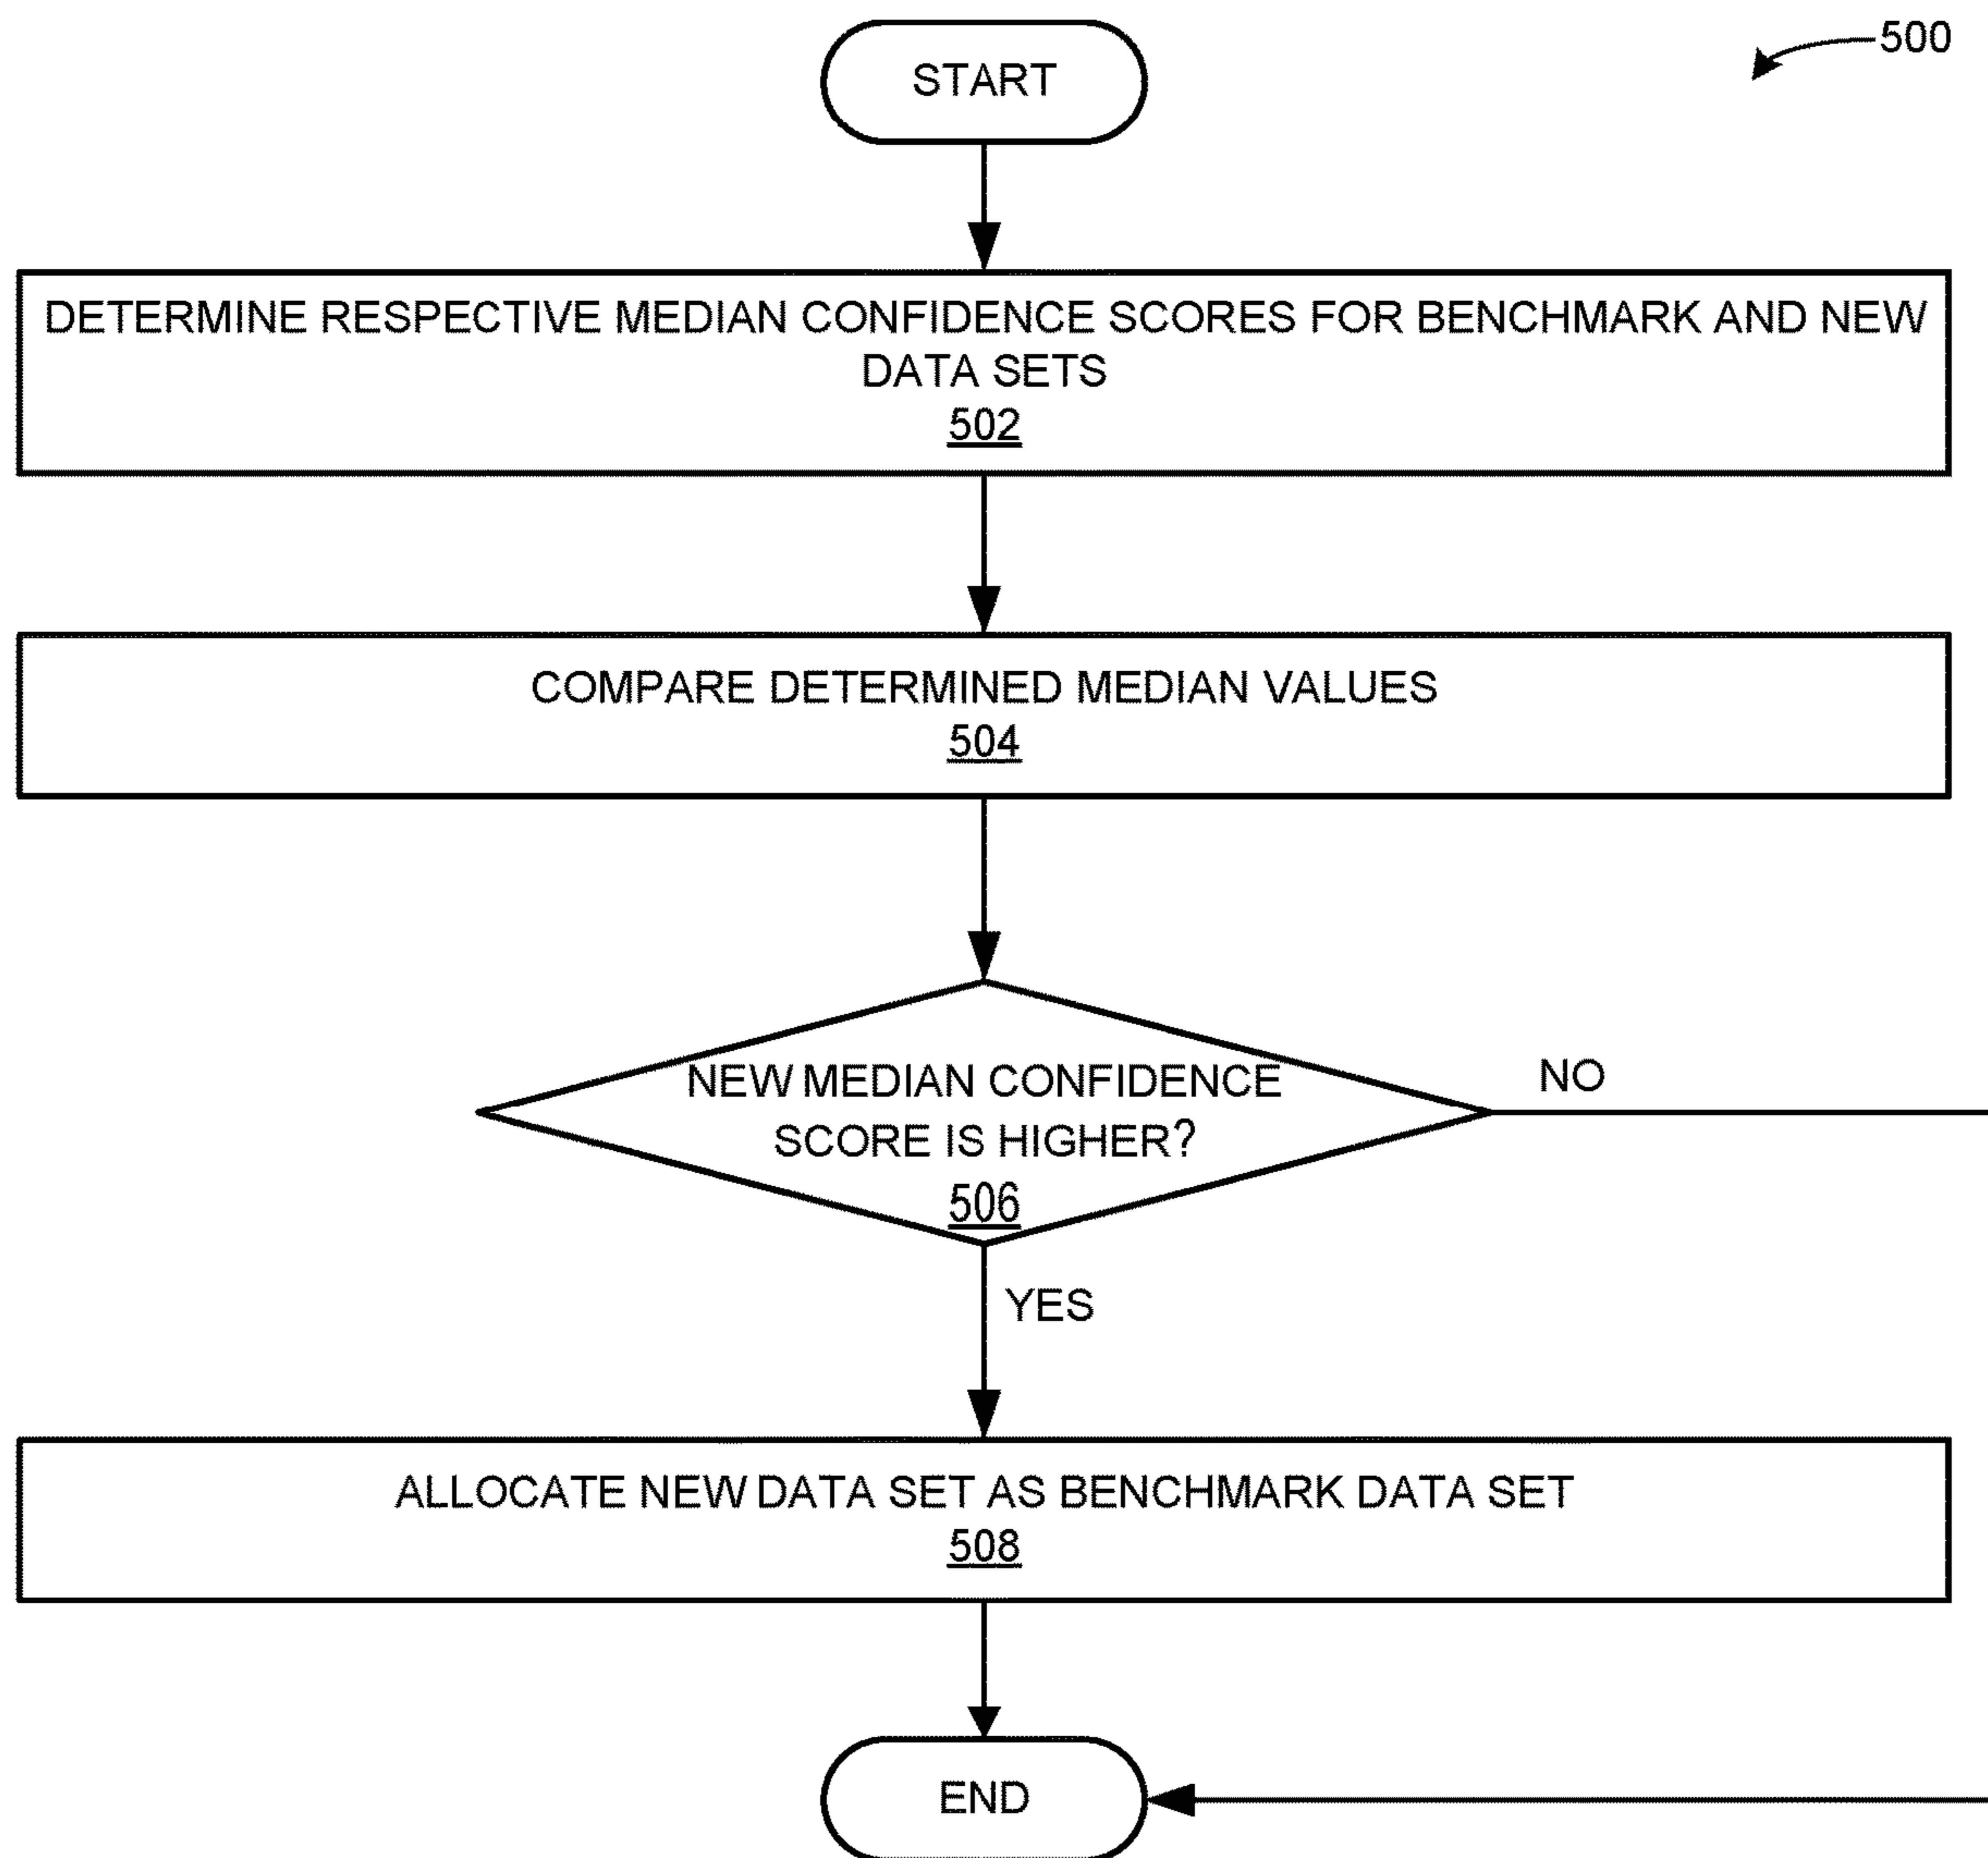 START
500
DETERMINE RESPECTIVE MEDIAN CONFIDENCE SCORES FOR BENCHMARK AND NEW
DATA SETS
502
COMPARE DETERMINED MEDIAN VALUES
504
NEW MEDIAN CONFIDENCE
SCORE IS HIGHER?
506
NO
YES
ALLOCATE NEW DATA SET AS BENCHMARK DATA SET
508
END